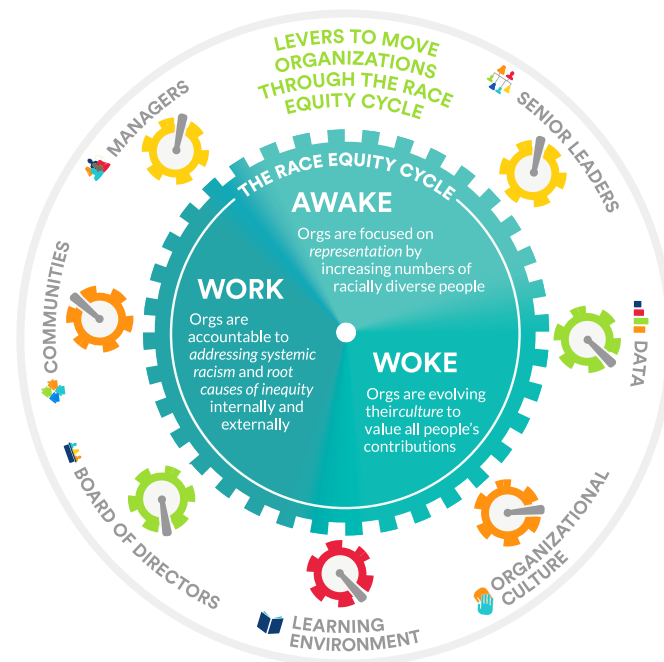 LEVERS TO MOVE
ORGANIZATIONS
THROUGH THE RACE
EQUITY CYCLE
SENIOR LEADERS
DATA
ORGANIZATIONAL
CULTURE
LEARNING
ENVIRONMENT
BOARD OF DIRECTORS
COMMUNITIES
MANAGERS
THE RACE EQUITY CYCLE
AWAKE
Orgs are focused on
representation by
increasing numbers of
racially diverse people
WOKE
Orgs are evolving
theirculture to
value all people's
contributions
WORK
Orgs are
accountable to
addressing systemic
racism and root
causes of inequity
internally and
externally